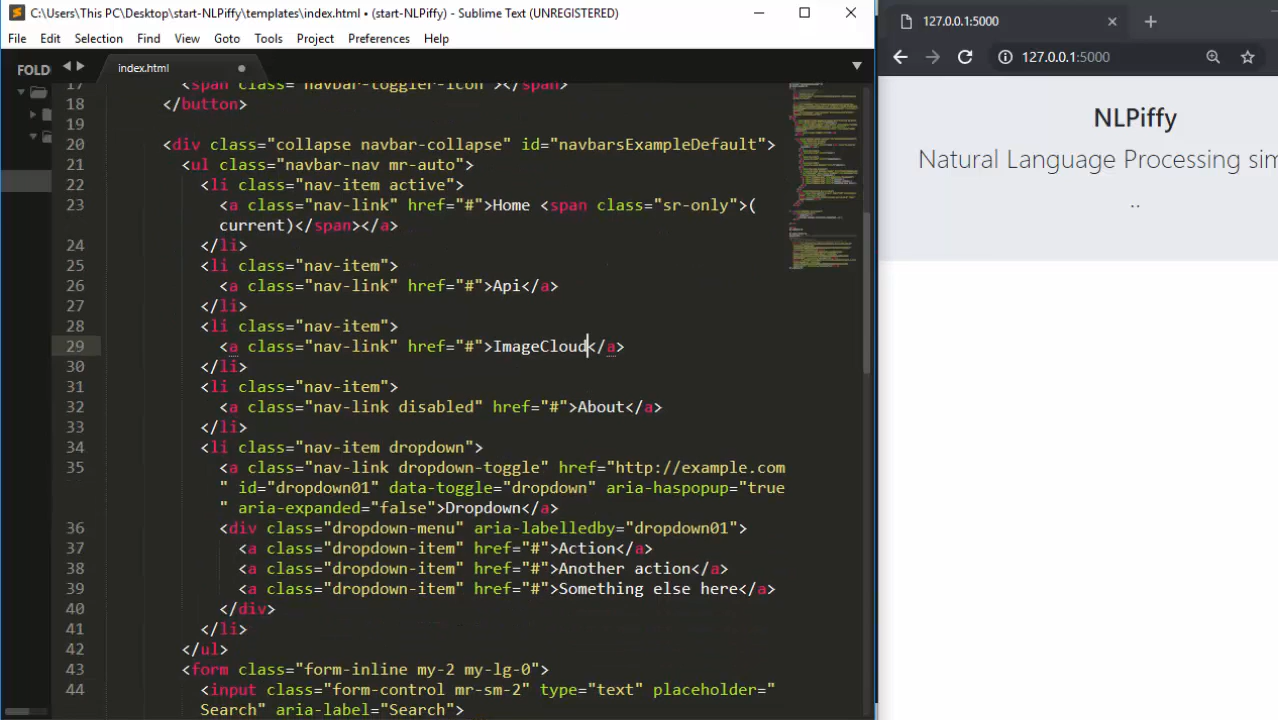 C:\Users\This PC\Desktop\start-NLPiffy\templates\index.html • (start-NLPiffy) - Sublime Text (UNREGISTERED)
File Edit Selection Find View Goto Tools Project Preferences Help
FOLD
index.html
17 <span class="navbar-toggler-icon"></span>
18 </button>
19
20 <div class="collapse navbar-collapse" id="navbarsExampleDefault">
21 <ul class="navbar-nav mr-auto">
22 <li class="nav-item active">
23 <a class="nav-link" href="#">Home <span class="sr-only">(
current)</span></a>
24 </li>
25 <li class="nav-item">
26 <a class="nav-link" href="#">Api</a>
27 </li>
28 <li class="nav-item">
29 <a class="nav-link" href="#">ImageCloud</a>
30 </li>
31 <li class="nav-item">
32 <a class="nav-link disabled" href="#">About</a>
33 </li>
34 <li class="nav-item dropdown">
35 <a class="nav-link dropdown-toggle" href="http://example.com
" id="dropdown01" data-toggle="dropdown" aria-haspopup="true
" aria-expanded="false">Dropdown</a>
36 <div class="dropdown-menu" aria-labelledby="dropdown01">
37 <a class="dropdown-item" href="#">Action</a>
38 <a class="dropdown-item" href="#">Another action</a>
39 <a class="dropdown-item" href="#">Something else here</a>
40 </div>
41 </li>
42 </ul>
43 <form class="form-inline my-2 my-lg-0">
44 <input class="form-control mr-sm-2" type="text" placeholder="
Search" aria-label="Search">
127.0.0.1:5000
127.0.0.1:5000
NLPiffy
Natural Language Processing sim
..